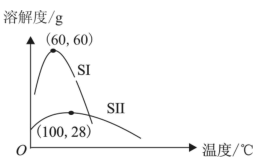 溶解度/g
(60, 60)
SI
SII
(100, 28)
O
温度/℃